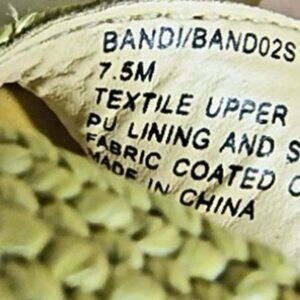 BANDI/BAND02S
7.5M
TEXTILE UPPER
PU LINING AND S
FABRIC COATED O
MADE IN CHINA